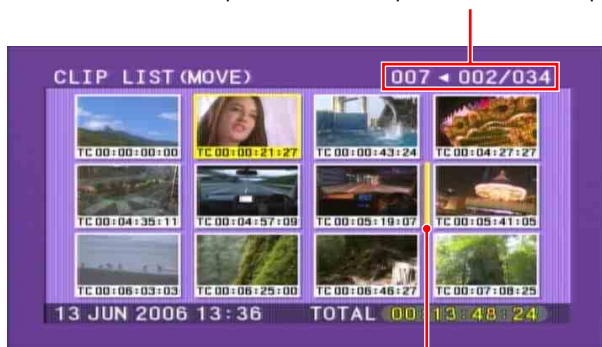 CLIP LIST(MOVE) 007 ◄ 002/034
TC 00:00:00:00 TC 00:00:21:27 TC 00:00:43:24 TC 00:04:27:27
TC 00:04:35:11 TC 00:04:57:09 TC 00:05:19:07 TC 00:05:41:05
TC 00:06:03:03 TC 00:06:25:00 TC 00:06:46:27 TC 00:07:08:25
13 JUN 2006 13:36 TOTAL 00:13:48:24